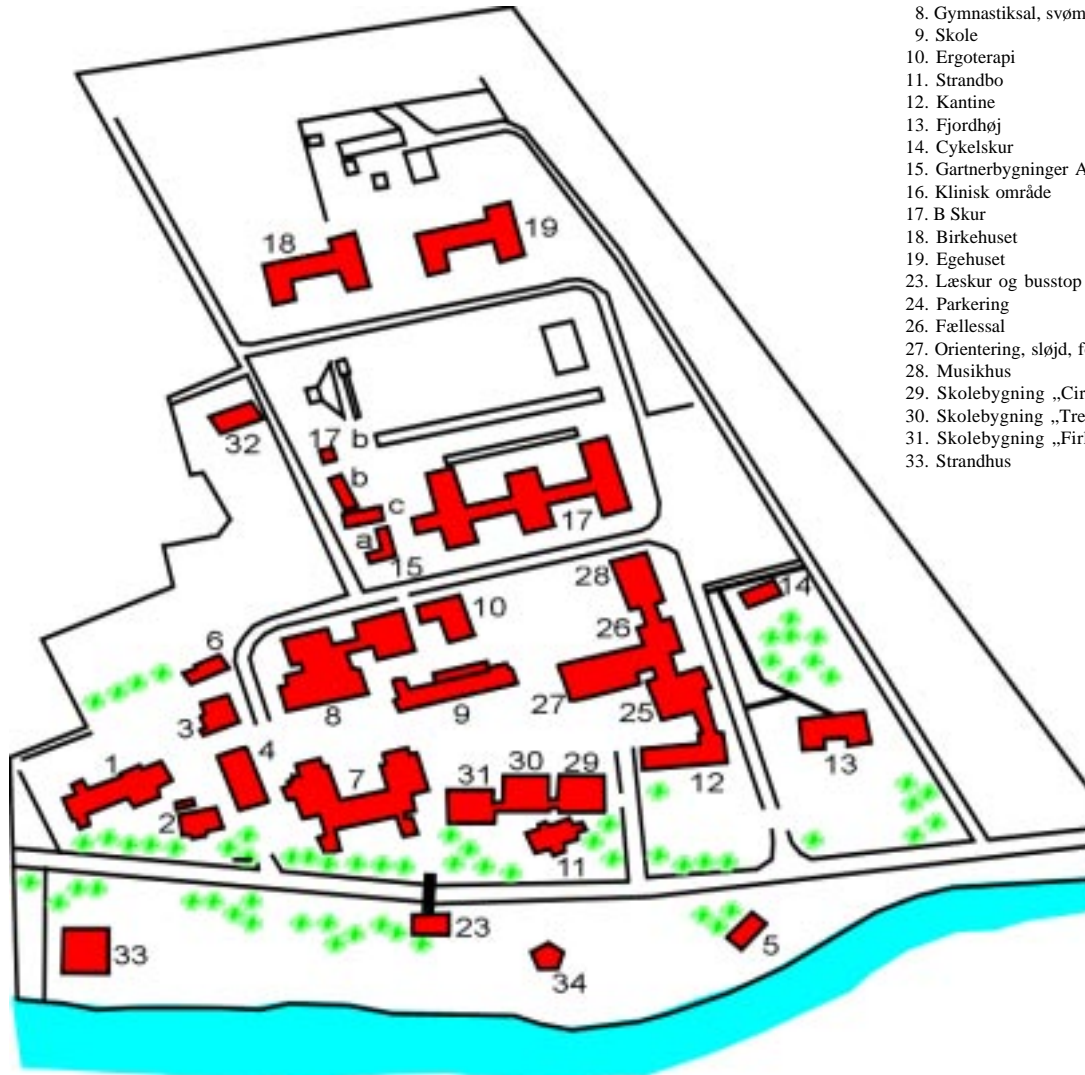 8. Gymnastiksal, svøm
9. Skole
10. Ergoterapi
11. Strandbo
12. Kantine
13. Fjordhøj
14. Cykelskur
15. Gartnerbygninger A
16. Klinisk område
17. B Skur
18. Birkehuset
19. Egehuset
23. Læskur og busstop
24. Parkering
26. Fællessal
27. Orientering, sløjd, f
28. Musikhus
29. Skolebygning „Cir
30. Skolebygning „Tre
31. Skolebygning „Fir
33. Strandhus
18
19
32
17 b
b
c
a
15
17
28
14
10
26
6
8
9
27
3
25
4
1
7
31
30
29
12
13
2
11
23
5
33
34